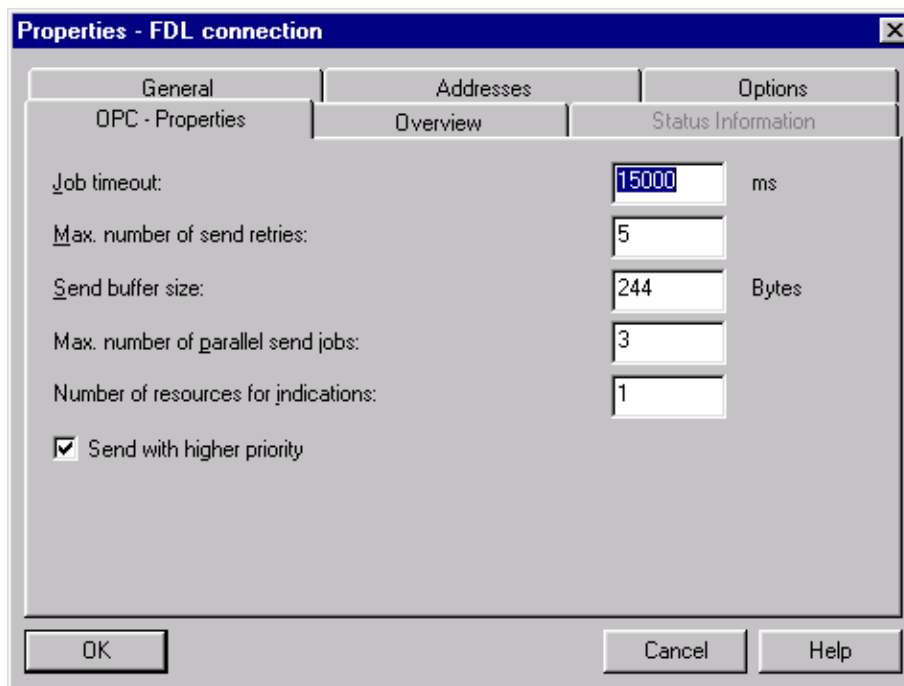 Properties - FDL connection
General Addresses Options
OPC - Properties Overview Status Information
Job timeout: 15000 ms
Max. number of send retries: 5
Send buffer size: 244 Bytes
Max. number of parallel send jobs: 3
Number of resources for indications: 1
Send with higher priority
OK Cancel Help